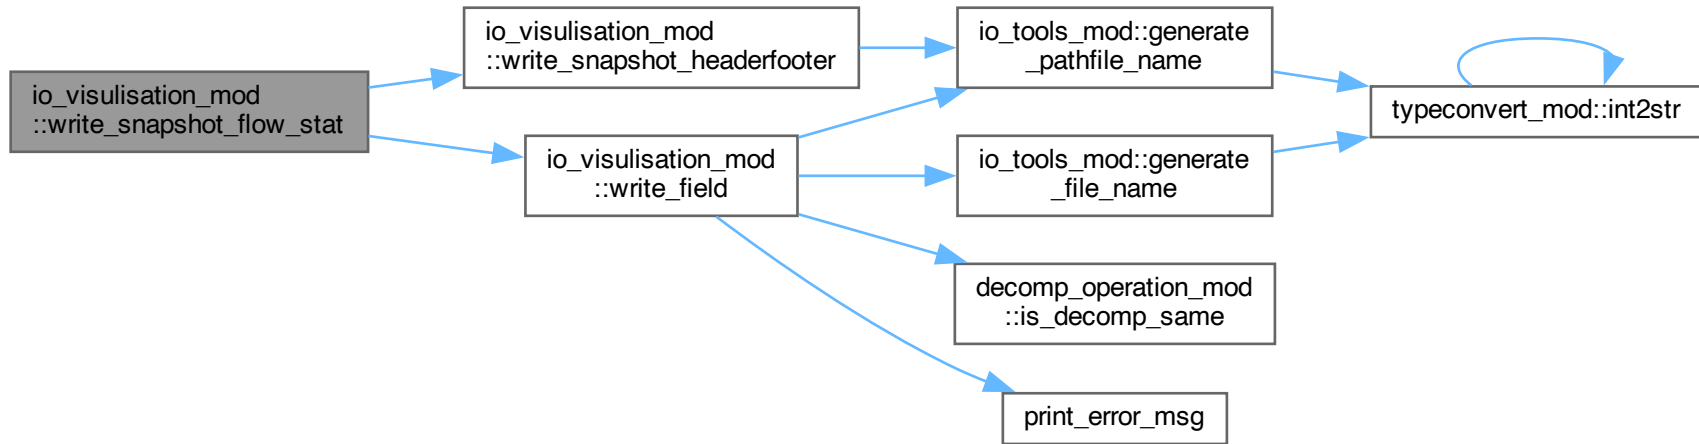 io_visulisation_mod
::write_snapshot_flow_stat
io_visulisation_mod
::write_snapshot_headerfooter
io_visulisation_mod
::write_field
io_tools_mod::generate
_pathfile_name
io_tools_mod::generate
_file_name
decomp_operation_mod
::is_decomp_same
print_error_msg
typeconvert_mod::int2str